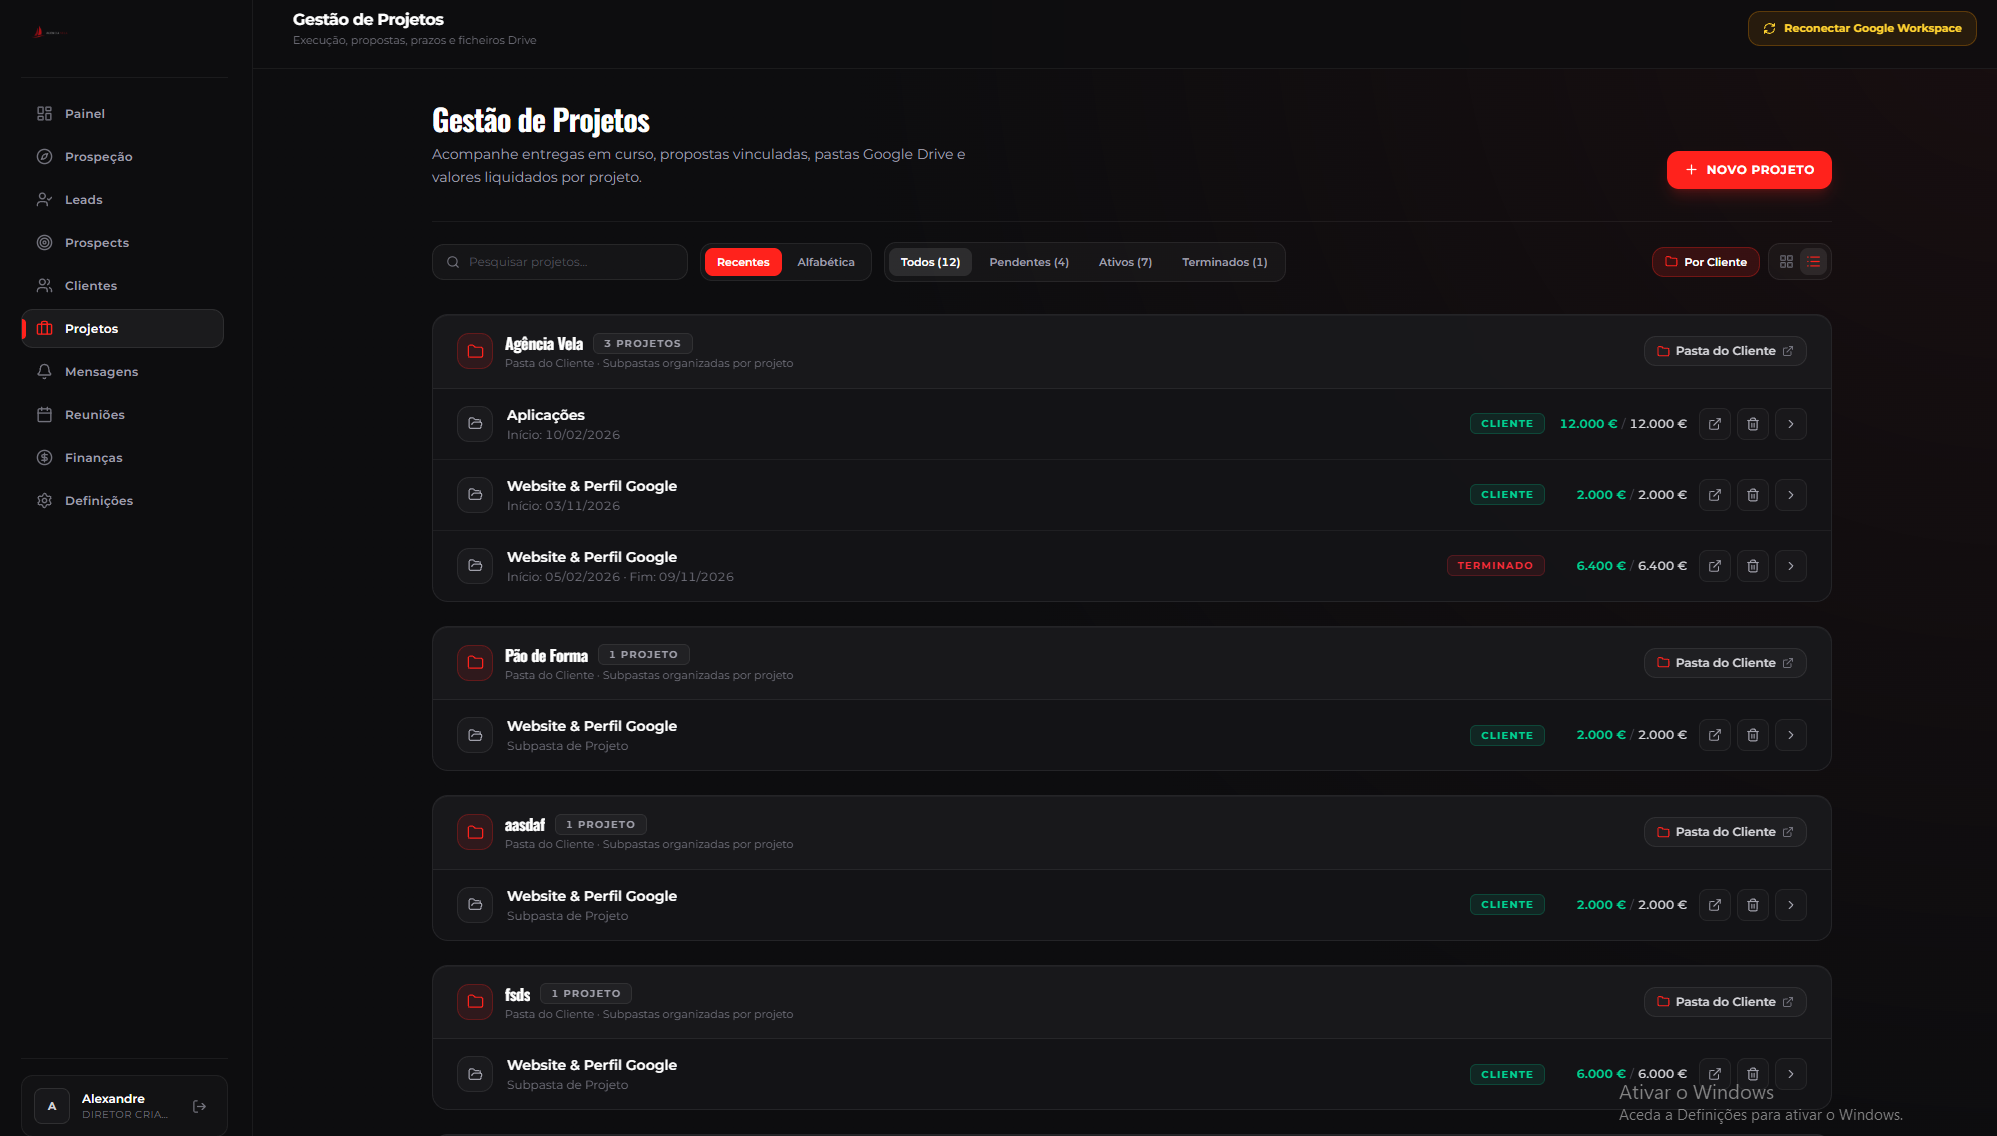 Gestão de Projetos
Execução, propostas, prazos e ficheiros Drive
Reconectar Google Workspace
Painel
Prospeção
Leads
Prospects
Clientes
Projetos
Mensagens
Reuniões
Finanças
Definições
A
Alexandre
DIRETOR CRIA...
Gestão de Projetos
Acompanhe entregas em curso, propostas vinculadas, pastas Google Drive e
valores liquidados por projeto.
NOVO PROJETO
Pesquisar projetos...
Recentes
Alfabética
Todos (12)
Pendentes (4)
Ativos (7)
Terminados (1)
Por Cliente
Agência Vela
3 PROJETOS
Pasta do Cliente · Subpastas organizadas por projeto
Pasta do Cliente
Aplicações
Início: 10/02/2026
CLIENTE
12.000 € / 12.000 €
Website & Perfil Google
Início: 03/11/2026
CLIENTE
2.000 € / 2.000 €
Website & Perfil Google
Início: 05/02/2026 · Fim: 09/11/2026
TERMINADO
6.400 € / 6.400 €
Pão de Forma
1 PROJETO
Pasta do Cliente · Subpastas organizadas por projeto
Pasta do Cliente
Website & Perfil Google
Subpasta de Projeto
CLIENTE
2.000 € / 2.000 €
aasdaf
1 PROJETO
Pasta do Cliente · Subpastas organizadas por projeto
Pasta do Cliente
Website & Perfil Google
Subpasta de Projeto
CLIENTE
2.000 € / 2.000 €
fsds
1 PROJETO
Pasta do Cliente · Subpastas organizadas por projeto
Pasta do Cliente
Website & Perfil Google
Subpasta de Projeto
CLIENTE
6.000 € / 6.000 €
Ativar o Windows
Aceda a Definições para ativar o Windows.